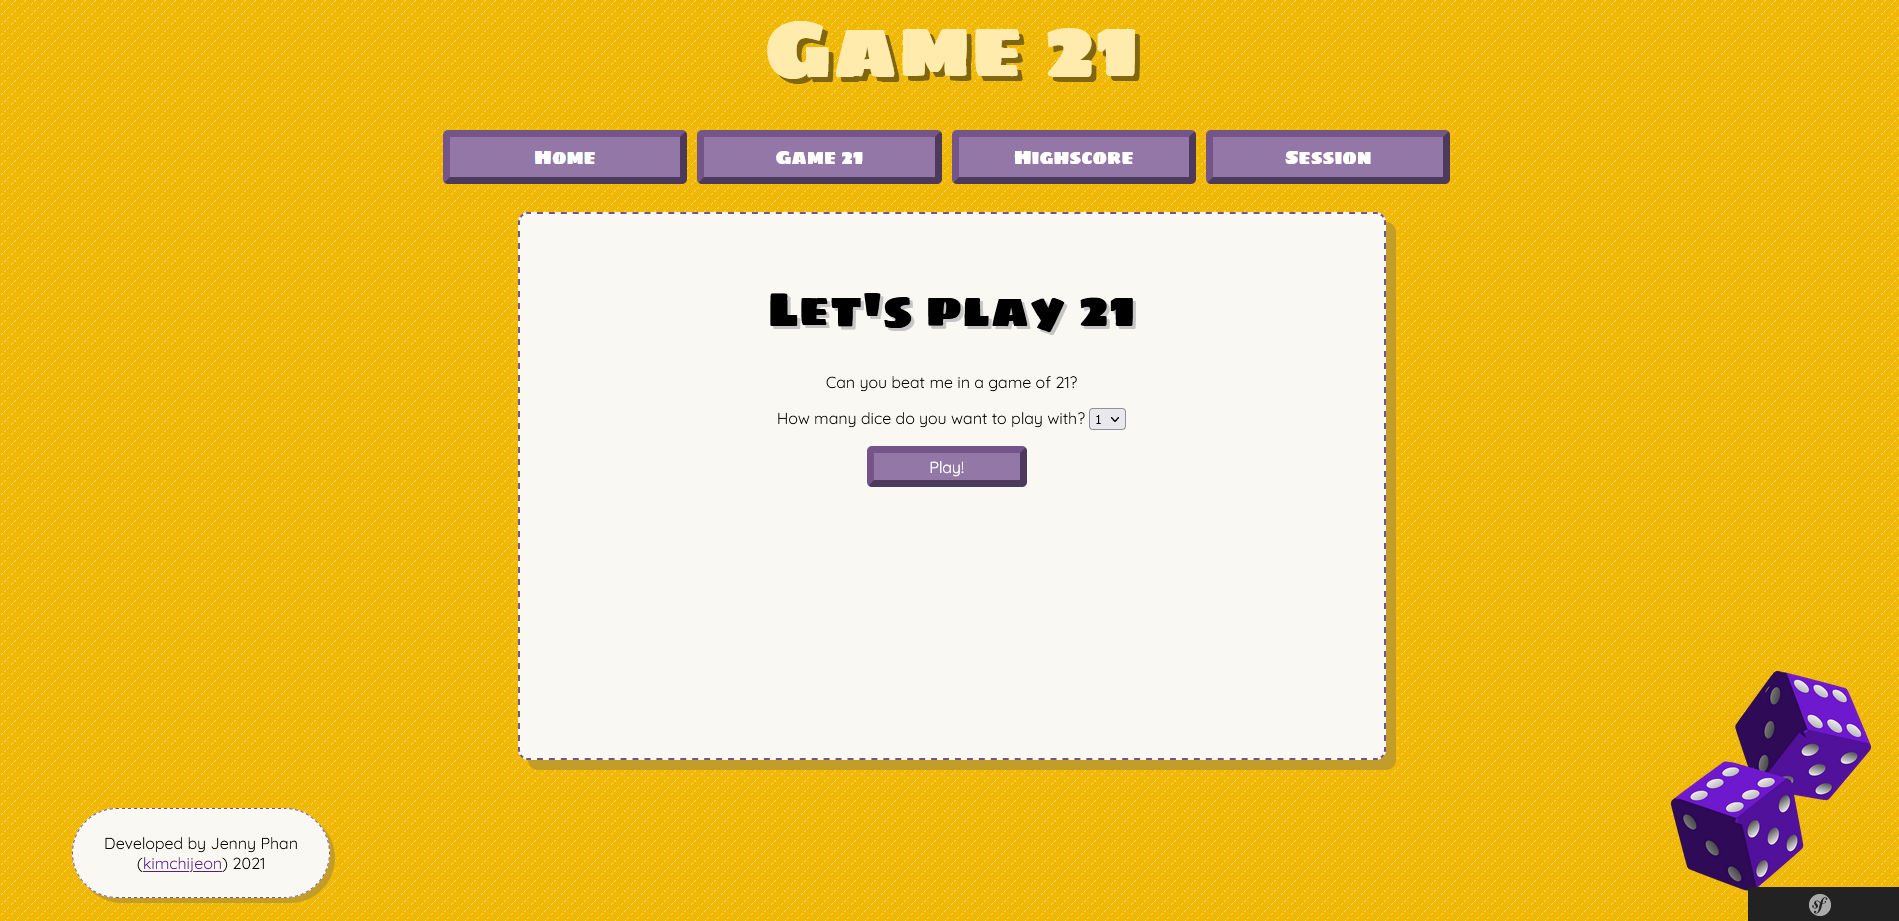 Game 21
Home
Game 21
Highscore
Session
Let's play 21
Can you beat me in a game of 21?
How many dice do you want to play with? 1
Play!
Developed by Jenny Phan
(kimchijeon) 2021
sf